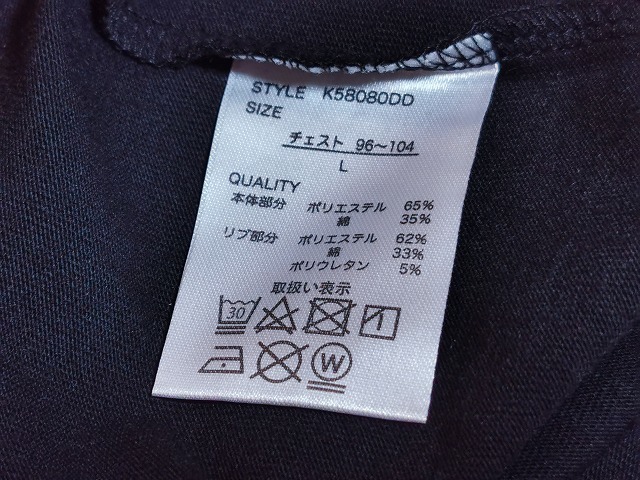 STYLE K58080DD
SIZE
チェスト 96~104
L
QUALITY
本体部分 ポリエステル 65%
綿 35%
リブ部分 ポリエステル 62%
綿 33%
ポリウレタン 5%
取扱い表示
30
W